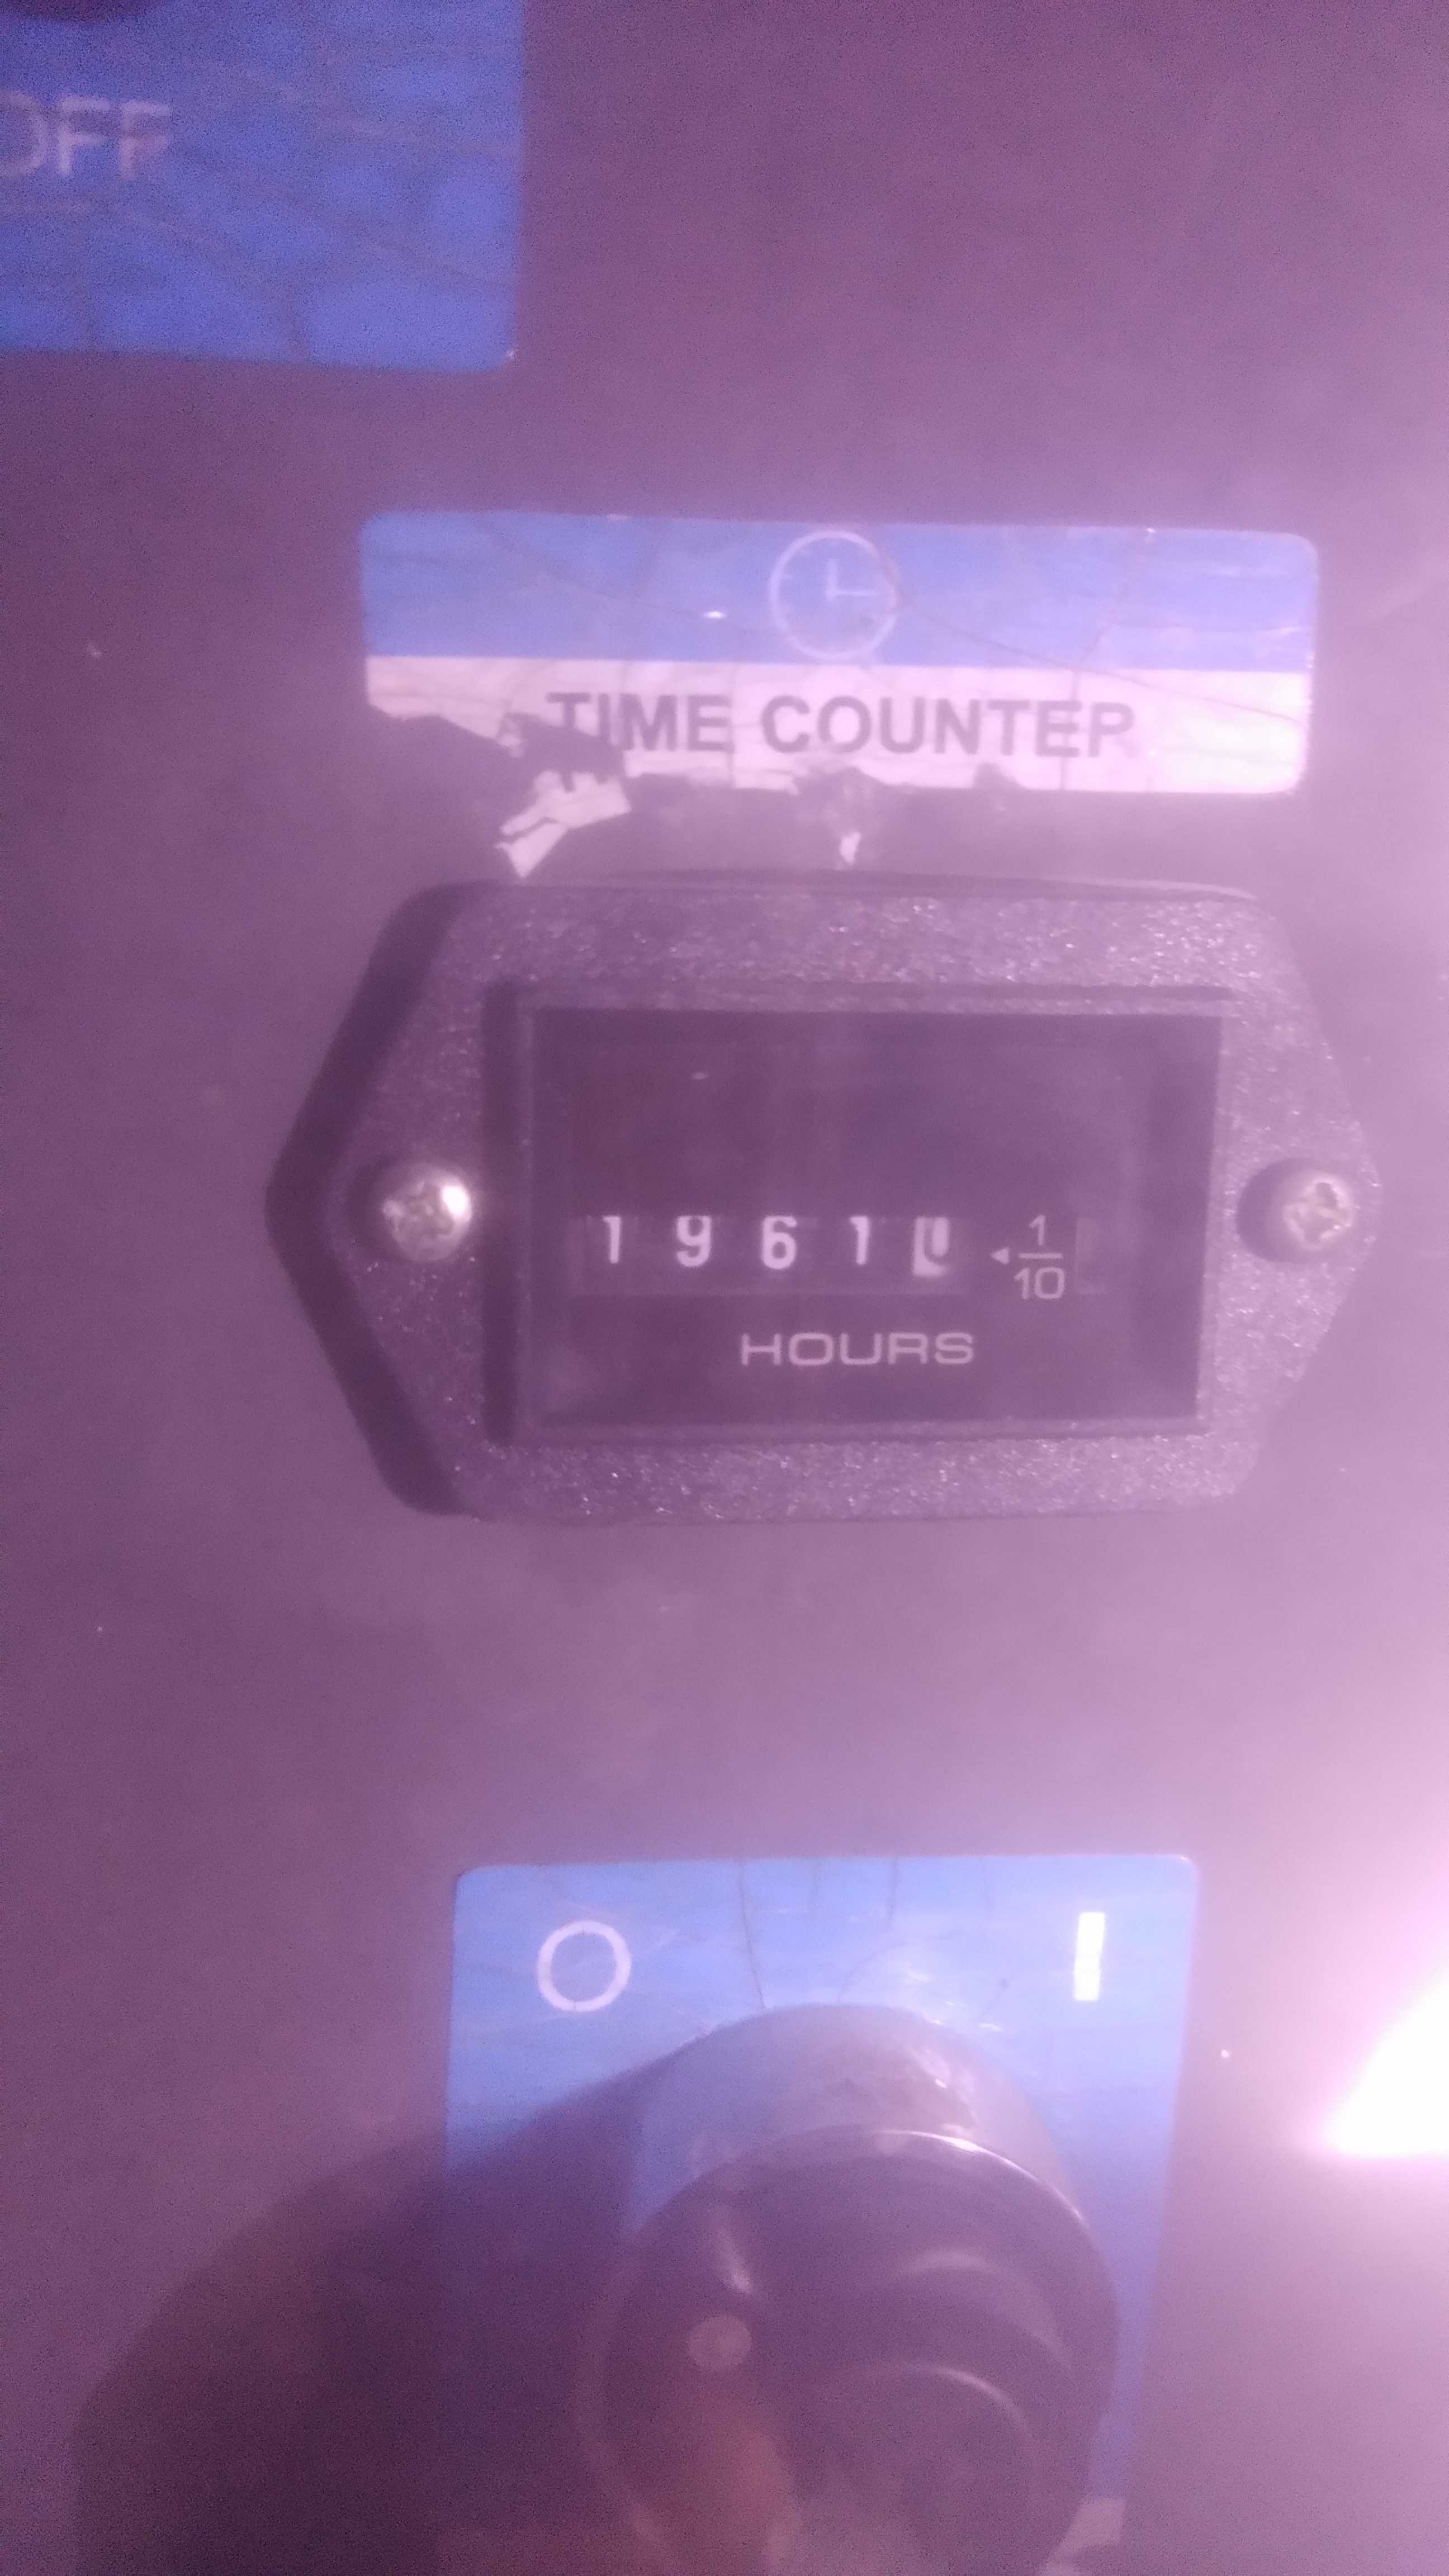 OFF
TIME COUNTER
1 9 6 1 0 ◂ 1/10
HOURS
O I